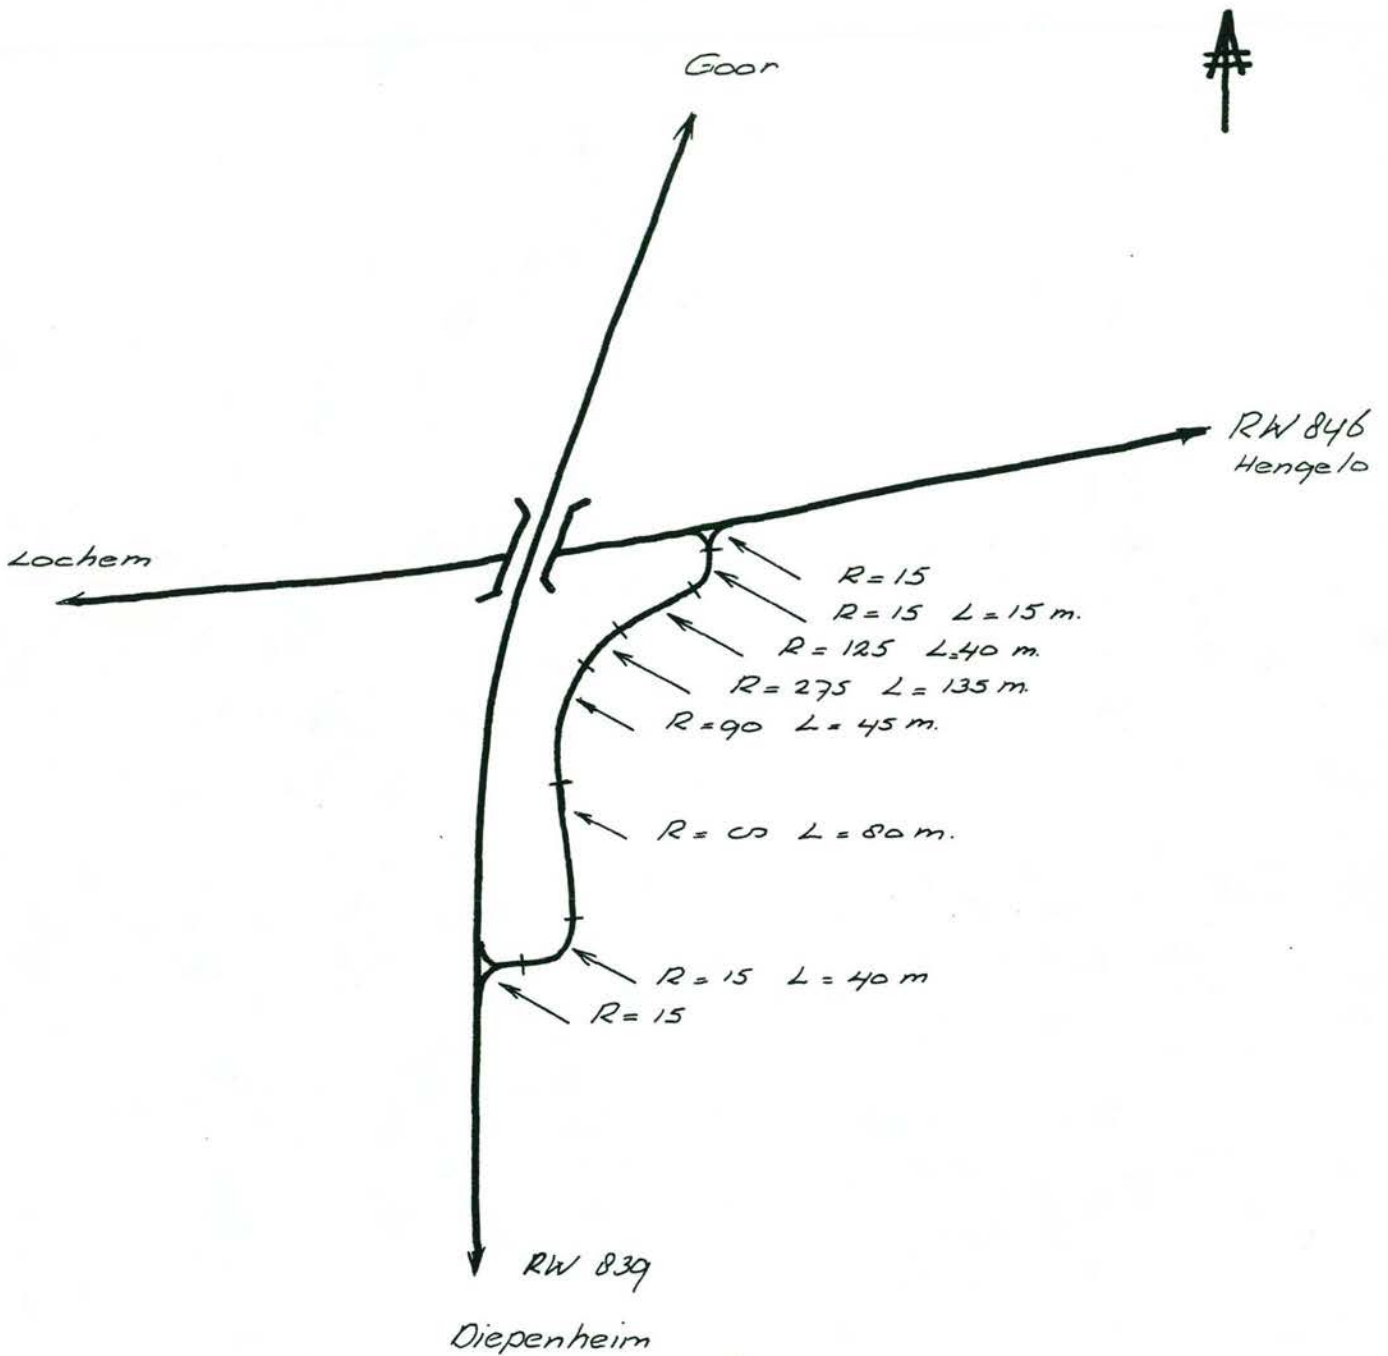 Goor
RW 846
Hengelo
Lochem
R = 15
R = 15 L = 15 m.
R = 125 L = 40 m.
R = 275 L = 135 m.
R = 90 L = 45 m.
R = ∞ L = 80 m.
R = 15 L = 40 m
R = 15
RW 839
Diepenheim